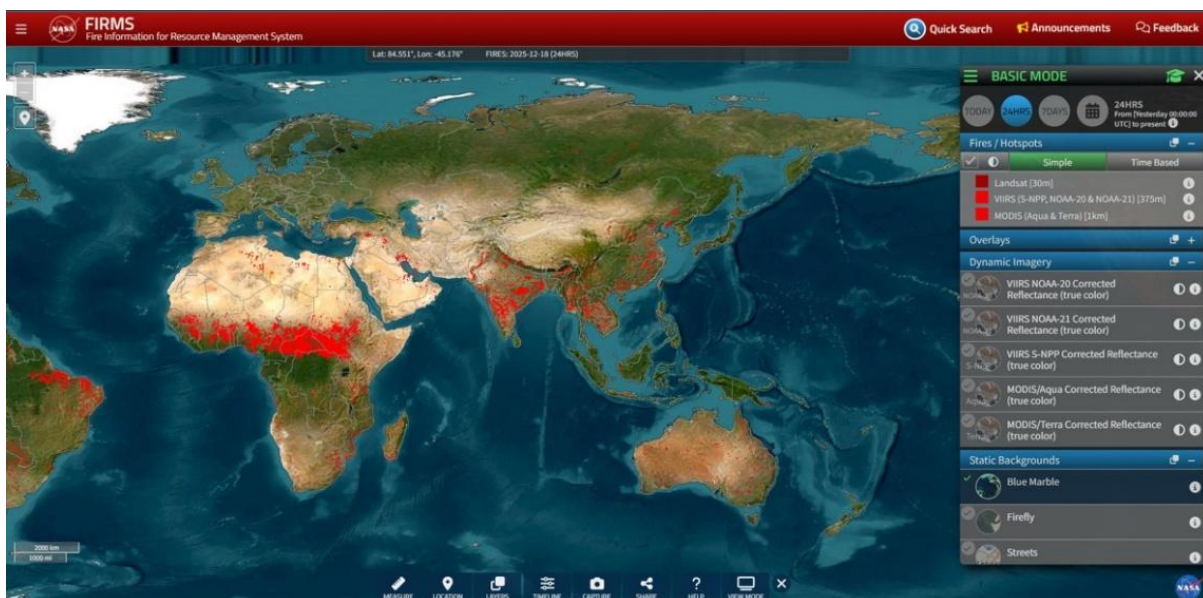 NASA
FIRMS
Fire Information for Resource Management System
Quick Search
Announcements
Feedback
Lat: 84.551°, Lon: -45.176°
FIRES: 2025-12-18 (24HRS)
+
−
BASIC MODE
TODAY
24HRS
7DAYS
24HRS
From [Yesterday 00:00:00
UTC] to present
Fires / Hotspots
Simple
Time Based
Landsat [30m]
VIIRS (S-NPP, NOAA-20 & NOAA-21) [375m]
MODIS (Aqua & Terra) [1km]
Overlays
Dynamic Imagery
VIIRS NOAA-20 Corrected
Reflectance (true color)
VIIRS NOAA-21 Corrected
Reflectance (true color)
VIIRS S-NPP Corrected Reflectance
(true color)
MODIS/Aqua Corrected Reflectance
(true color)
MODIS/Terra Corrected Reflectance
(true color)
Static Backgrounds
Blue Marble
Firefly
Streets
2000 km
1000 mi
MEASURE
LOCATION
LAYERS
TIMELINE
CAPTURE
SHARE
HELP
VIEW MODE
NASA